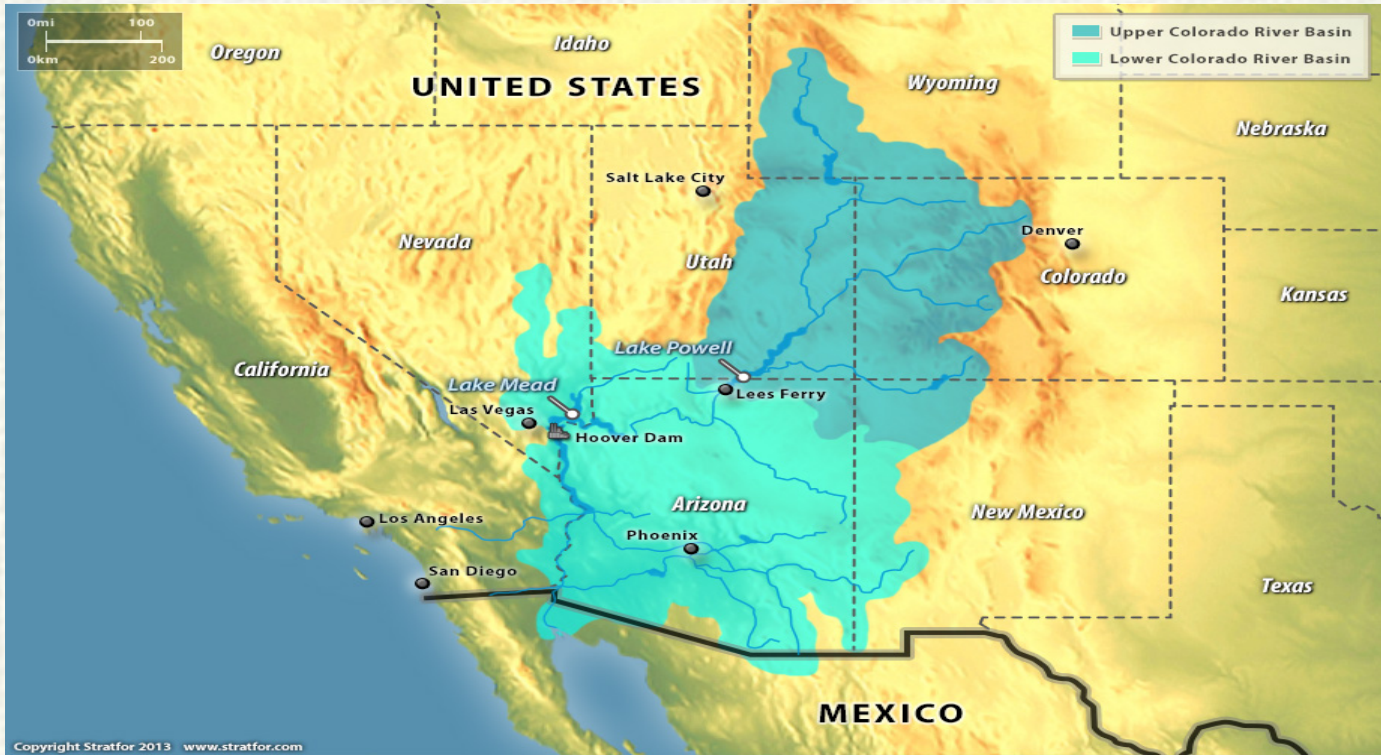 0mi 100
0km 200
Oregon
Idaho
UNITED STATES
Wyoming
Upper Colorado River Basin
Lower Colorado River Basin
Nebraska
Salt Lake City
Nevada
Utah
Denver
Colorado
Kansas
California
Lake Powell
Lake Mead
Lees Ferry
Las Vegas
Hoover Dam
Arizona
New Mexico
Los Angeles
Phoenix
San Diego
Texas
MEXICO
Copyright Stratfor 2013 www.stratfor.com